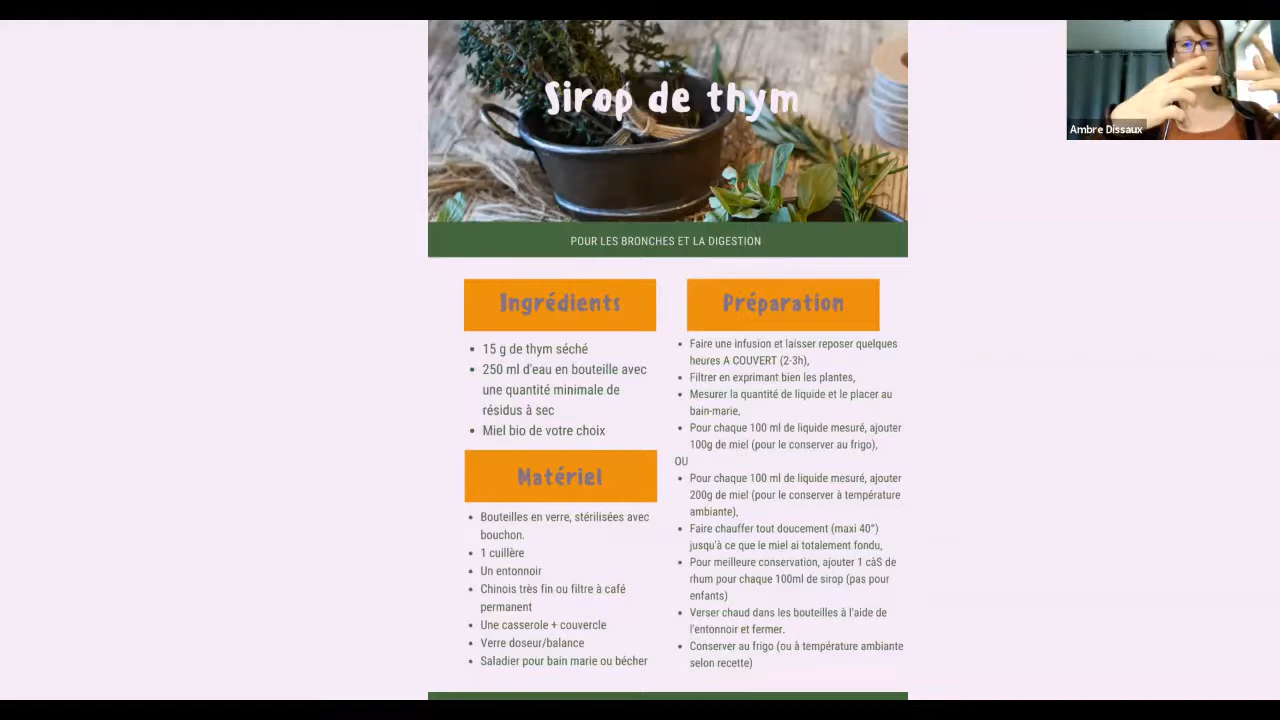 Sirop de thym
Ambre Dissaux
POUR LES BRONCHES ET LA DIGESTION
Ingrédients
15 g de thym séché
250 ml d'eau en bouteille avec
une quantité minimale de
résidus à sec
Miel bio de votre choix
Matériel
Bouteilles en verre, stérilisées avec
bouchon.
1 cuillère
Un entonnoir
Chinois très fin ou filtre à café
permanent
Une casserole + couvercle
Verre doseur/balance
Saladier pour bain marie ou bécher
Préparation
Faire une infusion et laisser reposer quelques
heures A COUVERT (2-3h),
Filtrer en exprimant bien les plantes,
Mesurer la quantité de liquide et le placer au
bain-marie,
Pour chaque 100 ml de liquide mesuré, ajouter
100g de miel (pour le conserver au frigo),
OU
Pour chaque 100 ml de liquide mesuré, ajouter
200g de miel (pour le conserver à température
ambiante),
Faire chauffer tout doucement (maxi 40°)
jusqu'à ce que le miel ai totalement fondu,
Pour meilleure conservation, ajouter 1 càS de
rhum pour chaque 100ml de sirop (pas pour
enfants)
Verser chaud dans les bouteilles à l'aide de
l'entonnoir et fermer.
Conserver au frigo (ou à température ambiante
selon recette)